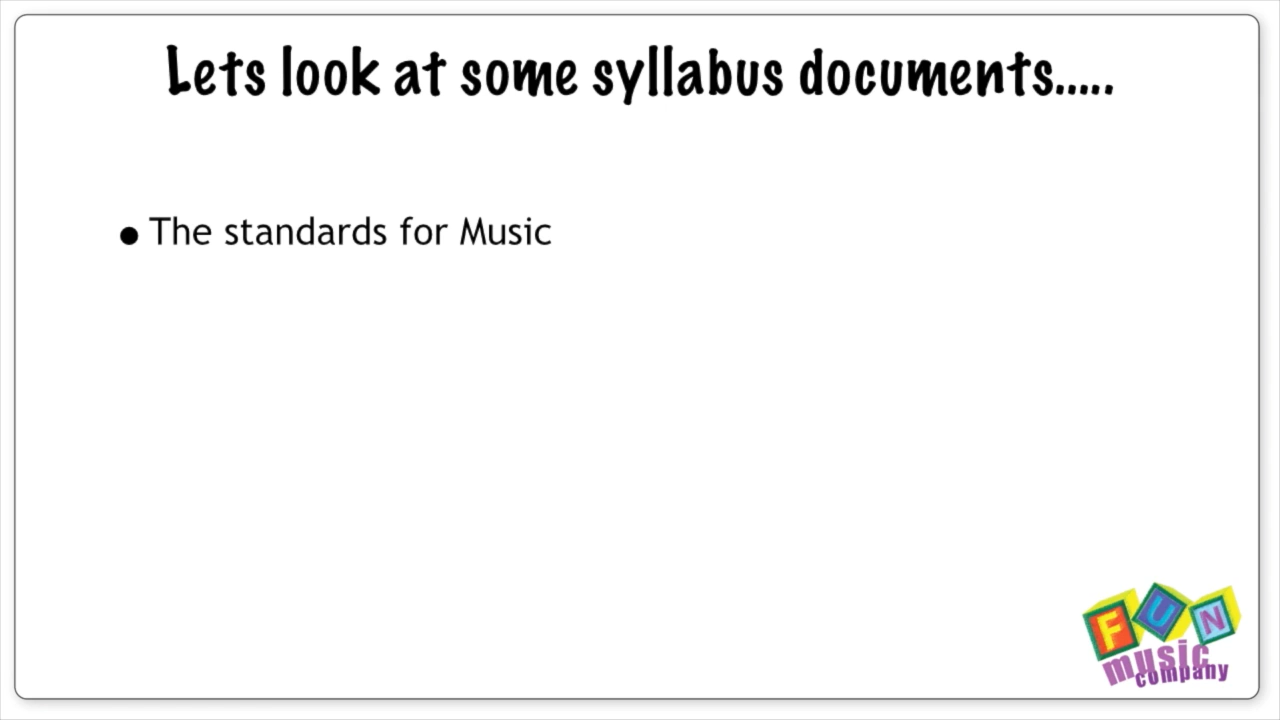 Lets look at some syllabus documents.....
• The standards for Music
FUN
music
company